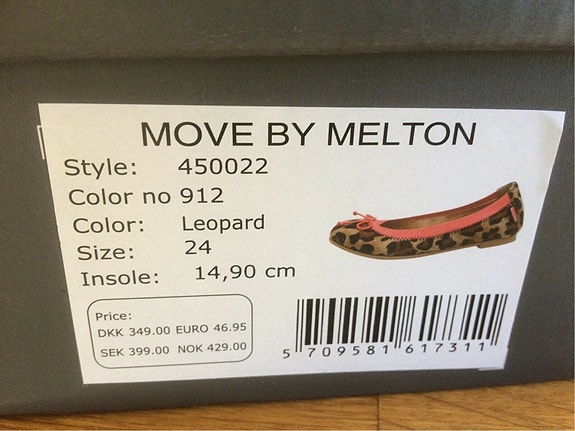 MOVE BY MELTON
Style: 450022
Color no 912
Color: Leopard
Size: 24
Insole: 14,90 cm
Price:
DKK 349.00 EURO 46.95
SEK 399.00 NOK 429.00
5 709581 617311